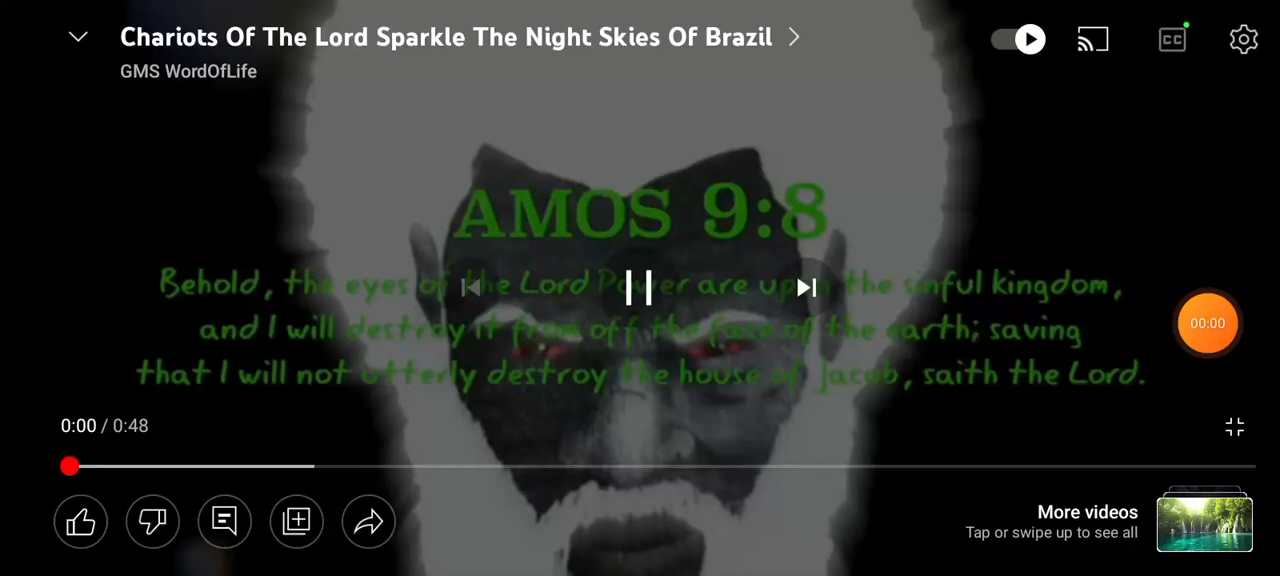 Chariots Of The Lord Sparkle The Night Skies Of Brazil
GMS WordOfLife
CC
AMOS 9:8
Behold, the eyes of the Lord Power are upon the sinful kingdom,
and I will destroy it from off the face of the earth; saving
that I will not utterly destroy the house of Jacob, saith the Lord.
00:00
0:00 / 0:48
More videos
Tap or swipe up to see all